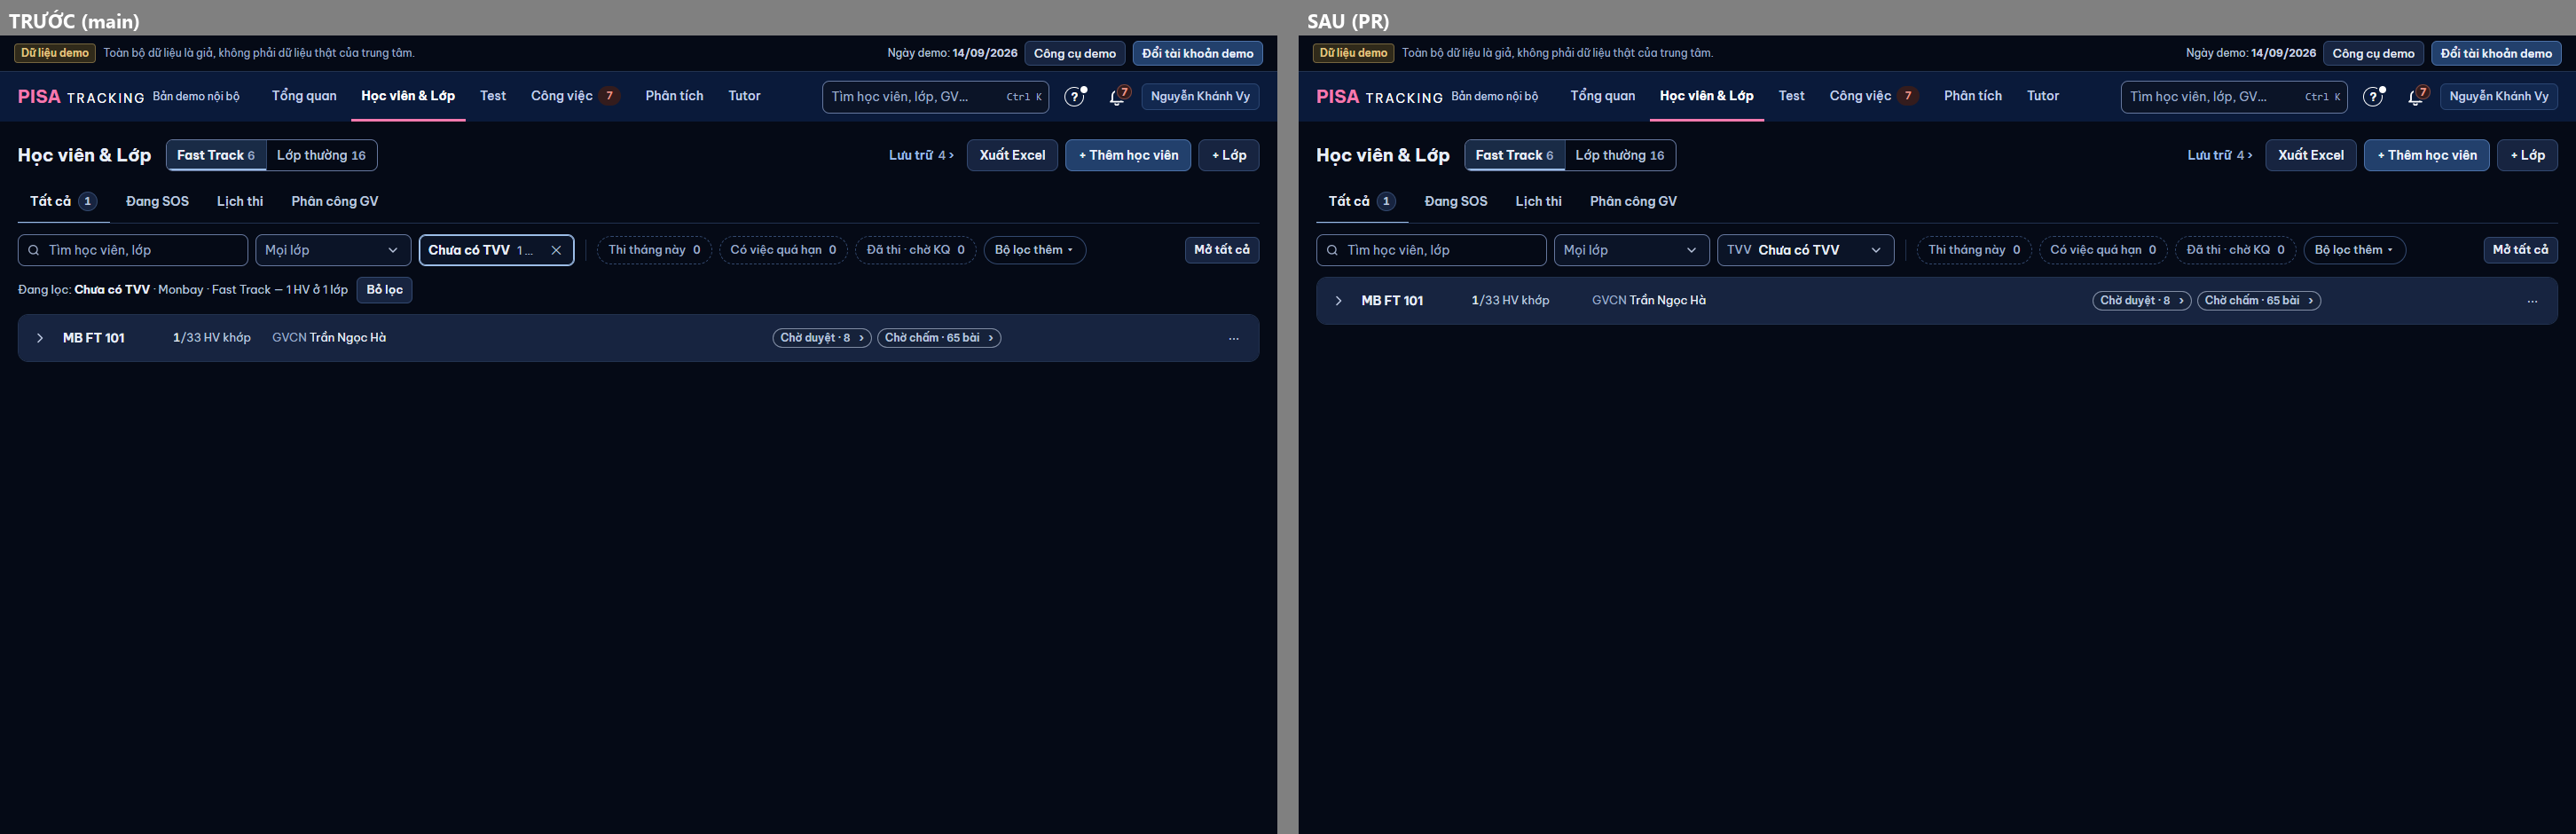 TRƯỚC (main)
Dữ liệu demo Toàn bộ dữ liệu là giả, không phải dữ liệu thật của trung tâm. Ngày demo: 14/09/2026 Công cụ demo Đổi tài khoản demo
PISA TRACKING Bản demo nội bộ Tổng quan Học viên & Lớp Test Công việc 7 Phân tích Tutor Tìm học viên, lớp, GV... Ctrl K ? 7 Nguyễn Khánh Vy
Học viên & Lớp Fast Track 6 Lớp thường 16 Lưu trữ 4 › Xuất Excel + Thêm học viên + Lớp
Tất cả 1 Đang SOS Lịch thi Phân công GV
Tìm học viên, lớp Mọi lớp Chưa có TVV 1... Thi tháng này 0 Có việc quá hạn 0 Đã thi · chờ KQ 0 Bộ lọc thêm Mở tất cả
Đang lọc: Chưa có TVV · Monbay · Fast Track — 1 HV ở 1 lớp Bỏ lọc
MB FT 101 1/33 HV khớp GVCN Trần Ngọc Hà Chờ duyệt · 8 › Chờ chấm · 65 bài › ...
SAU (PR)
Dữ liệu demo Toàn bộ dữ liệu là giả, không phải dữ liệu thật của trung tâm. Ngày demo: 14/09/2026 Công cụ demo Đổi tài khoản demo
PISA TRACKING Bản demo nội bộ Tổng quan Học viên & Lớp Test Công việc 7 Phân tích Tutor Tìm học viên, lớp, GV... Ctrl K ? 7 Nguyễn Khánh Vy
Học viên & Lớp Fast Track 6 Lớp thường 16 Lưu trữ 4 › Xuất Excel + Thêm học viên + Lớp
Tất cả 1 Đang SOS Lịch thi Phân công GV
Tìm học viên, lớp Mọi lớp TVV Chưa có TVV Thi tháng này 0 Có việc quá hạn 0 Đã thi · chờ KQ 0 Bộ lọc thêm Mở tất cả
MB FT 101 1/33 HV khớp GVCN Trần Ngọc Hà Chờ duyệt · 8 › Chờ chấm · 65 bài › ...